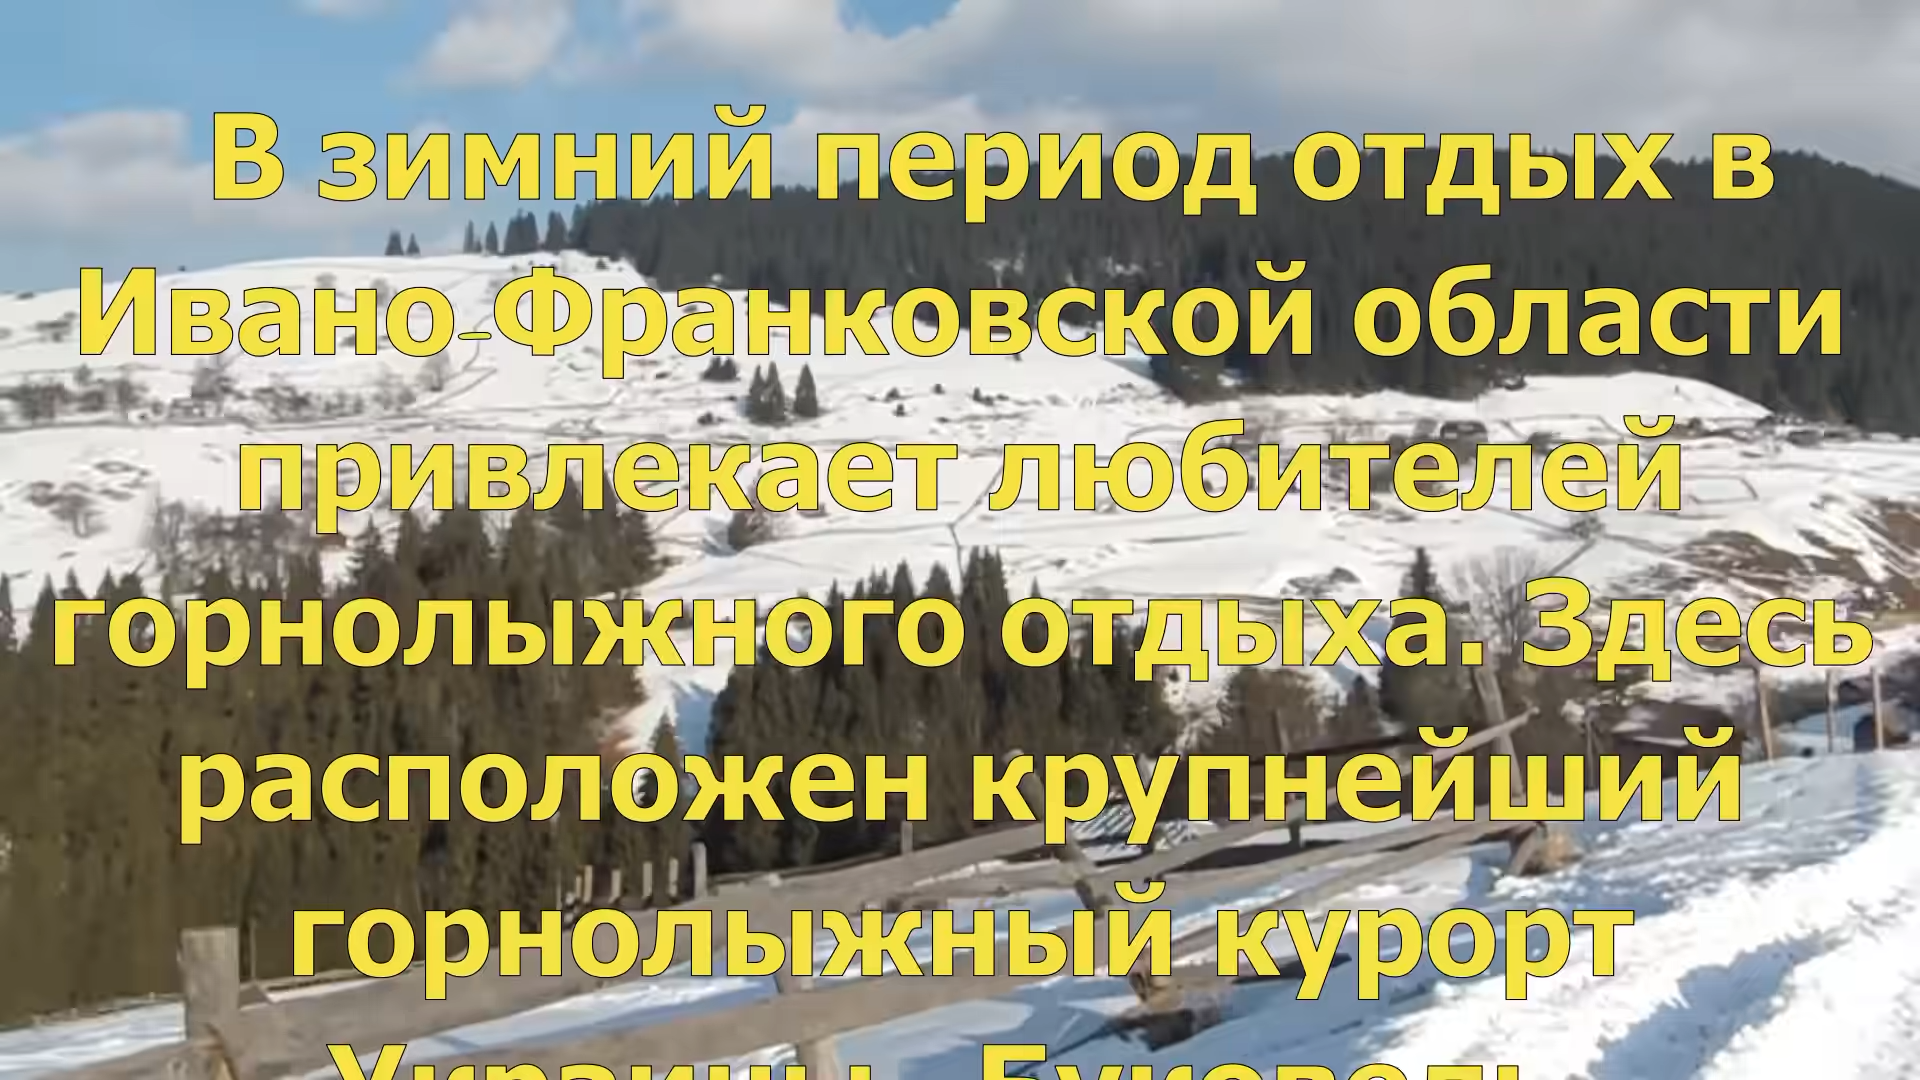 В зимний период отдых в
Ивано-Франковской области
привлекает любителей
горнолыжного отдыха. Здесь
расположен крупнейший
горнолыжный курорт